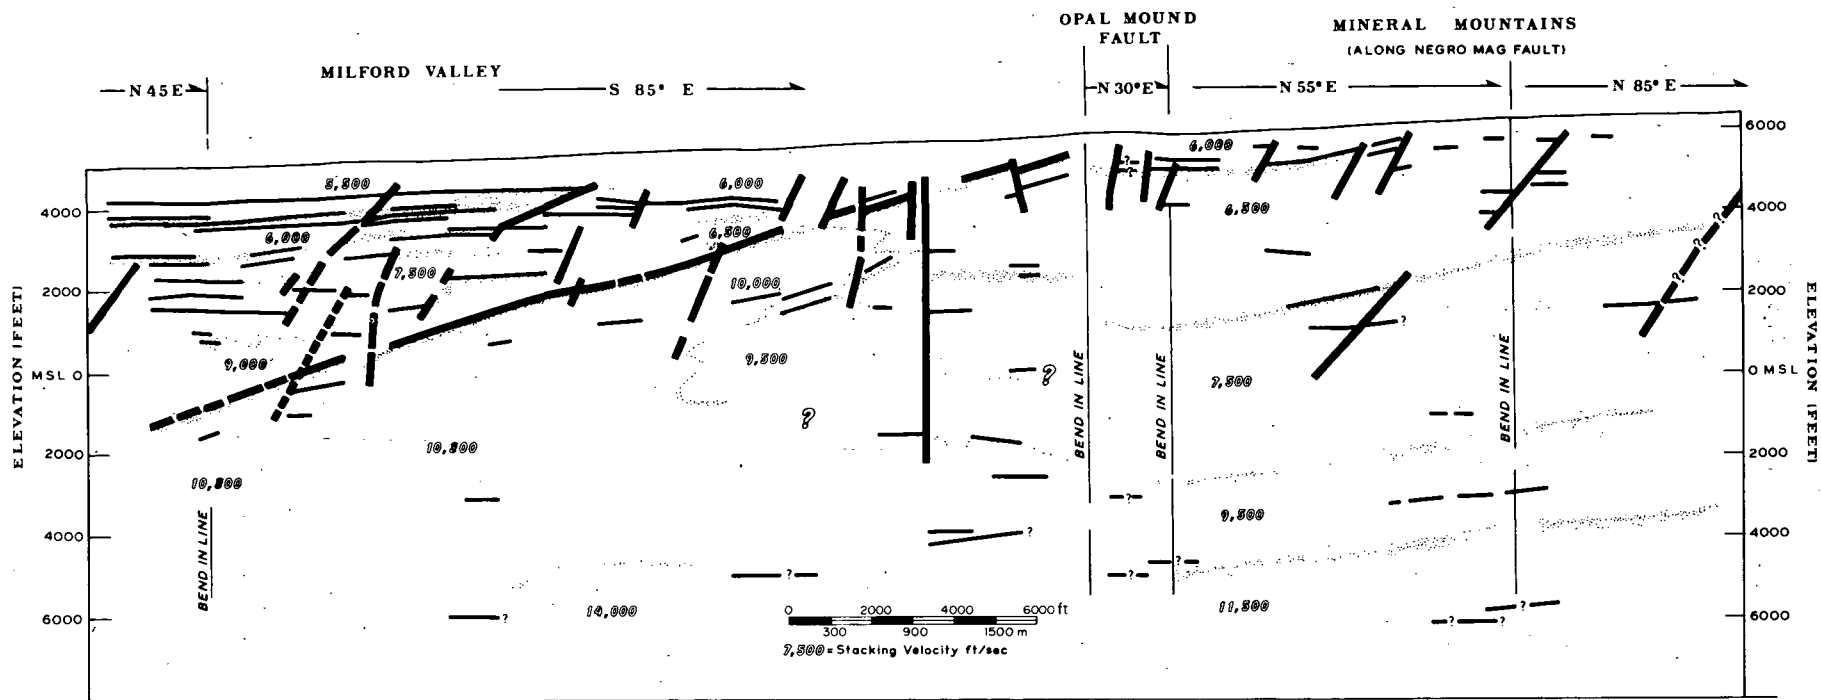 OPAL MOUND
FAULT
MINERAL MOUNTAINS
(ALONG NEGRO MAG FAULT)
MILFORD VALLEY
N 45 E
S 85° E
N 30° E
N 55° E
N 85° E
6000
6,000
5,500
6,000
4000
6,500
4000
6,000
6,500
7,500
10,000
2000
2000
?
?
?
ELEVATION (FEET)
ELEVATION (FEET)
9,000
9,500
MSL 0
?
7,500
0 MSL
?
?
BEND IN LINE
BEND IN LINE
BEND IN LINE
10,300
2000
2000
10,300
?
9,500
4000
?
4000
BEND IN LINE
?
?
?
14,000
11,500
?
6000
?
?
?
6000
0 2000 4000 6000 ft
300 900 1500 m
7,500 = Stacking Velocity ft/sec